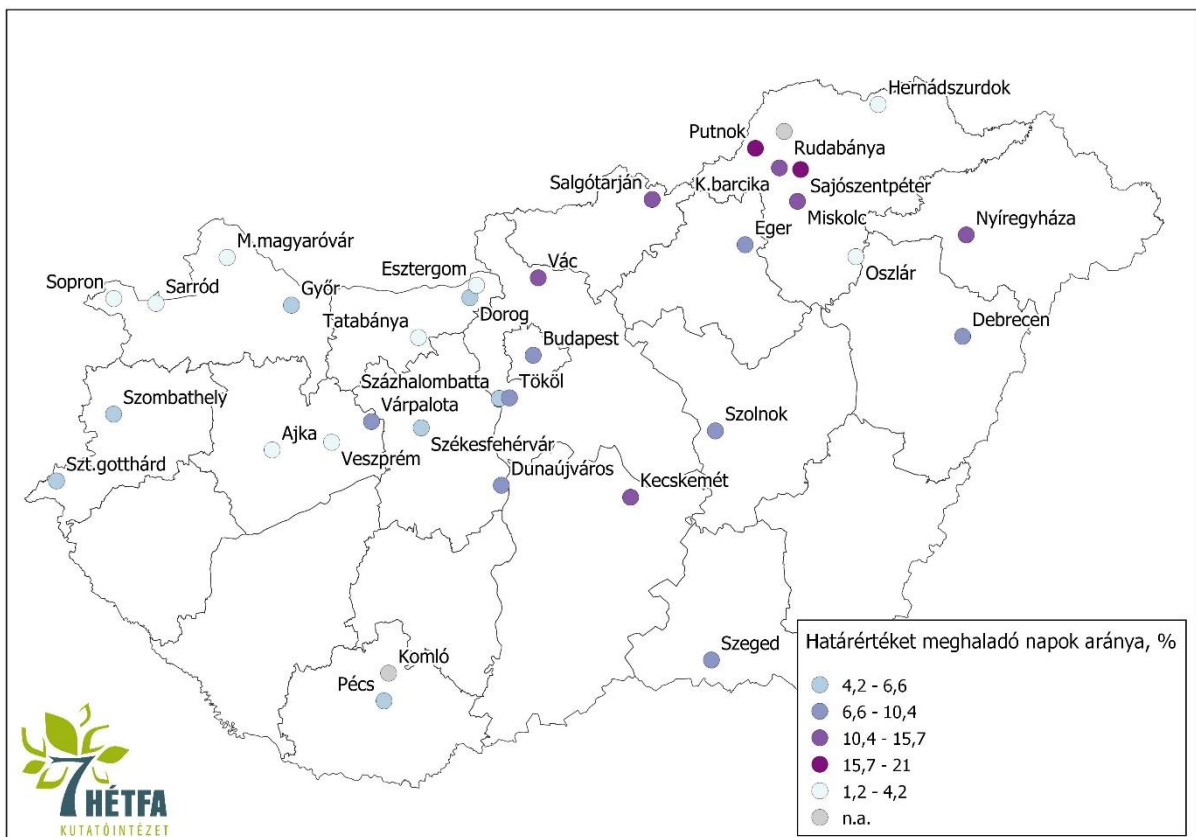 Hernádszurdok
Putnok
Rudabánya
Salgótarján
K.barcika
Sajószentpéter
Miskolc
Nyíregyháza
Eger
M.magyaróvár
Oszlár
Esztergom
Vác
Sopron
Sarród
Győr
Dorog
Tatabánya
Budapest
Debrecen
Százhalombatta
Tököl
Szombathely
Várpalota
Szolnok
Ajka
Székesfehérvár
Veszprém
Szt.gotthárd
Dunaújváros
Kecskemét
Szeged
Komló
Pécs
Határértéket meghaladó napok aránya, %
4,2 - 6,6
6,6 - 10,4
10,4 - 15,7
15,7 - 21
1,2 - 4,2
n.a.
7 HÉTFA
KUTATÓINTÉZET